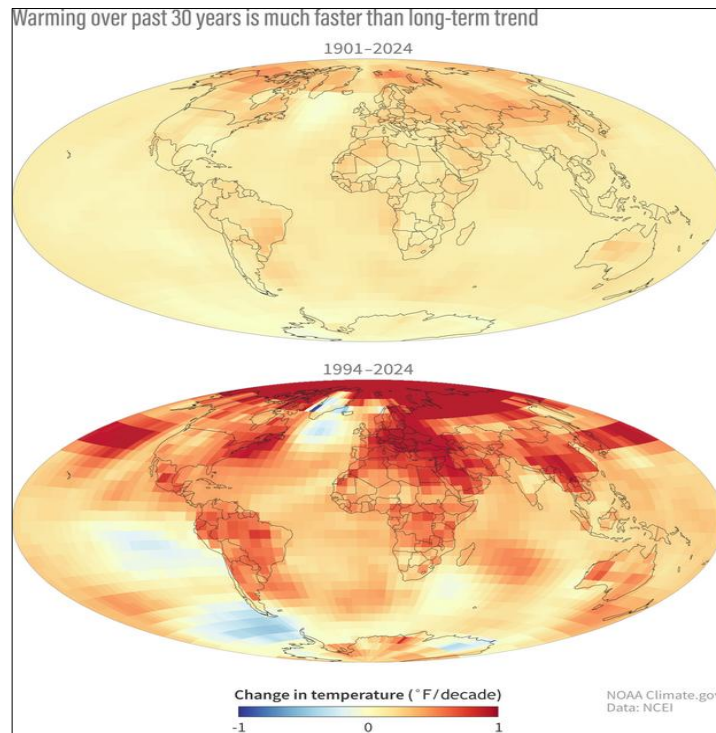 Warming over past 30 years is much faster than long-term trend
1901–2024
1994–2024
Change in temperature (°F/decade)
-1 0 1
NOAA Climate.gov
Data: NCEI